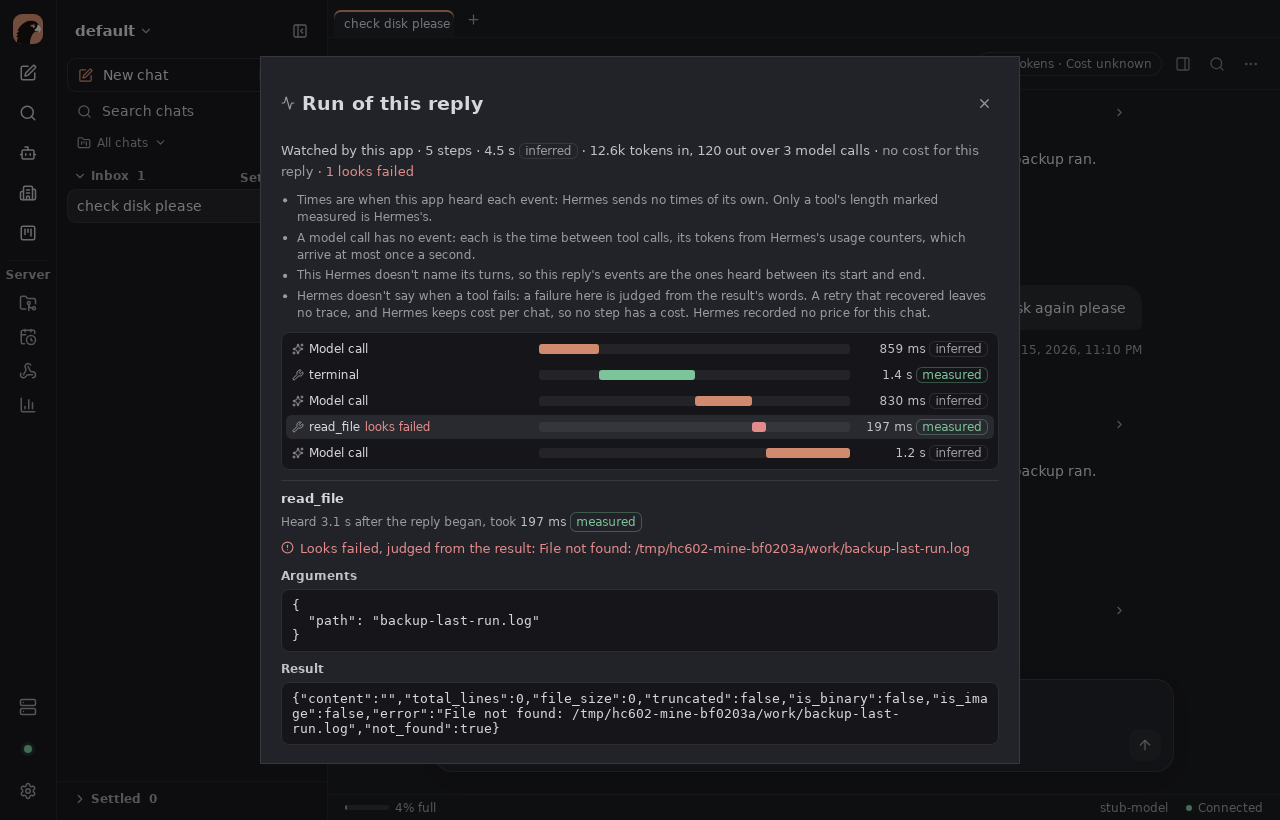 default
check disk please
+
New chat
Search chats
All chats
Inbox 1
Set
check disk please
Server
okens · Cost unknown
backup ran.
sk again please
15, 2026, 11:10 PM
backup ran.
Run of this reply
Watched by this app · 5 steps · 4.5 s inferred · 12.6k tokens in, 120 out over 3 model calls · no cost for this
reply · 1 looks failed
• Times are when this app heard each event: Hermes sends no times of its own. Only a tool's length marked
measured is Hermes's.
• A model call has no event: each is the time between tool calls, its tokens from Hermes's usage counters, which
arrive at most once a second.
• This Hermes doesn't name its turns, so this reply's events are the ones heard between its start and end.
• Hermes doesn't say when a tool fails: a failure here is judged from the result's words. A retry that recovered leaves
no trace, and Hermes keeps cost per chat, so no step has a cost. Hermes recorded no price for this chat.
Model call 859 ms inferred
terminal 1.4 s measured
Model call 830 ms inferred
read_file looks failed 197 ms measured
Model call 1.2 s inferred
read_file
Heard 3.1 s after the reply began, took 197 ms measured
Looks failed, judged from the result: File not found: /tmp/hc602-mine-bf0203a/work/backup-last-run.log
Arguments
{
"path": "backup-last-run.log"
}
Result
{"content":"","total_lines":0,"file_size":0,"truncated":false,"is_binary":false,"is_ima
ge":false,"error":"File not found: /tmp/hc602-mine-bf0203a/work/backup-last-
run.log","not_found":true}
Settled 0
4% full
stub-model
Connected